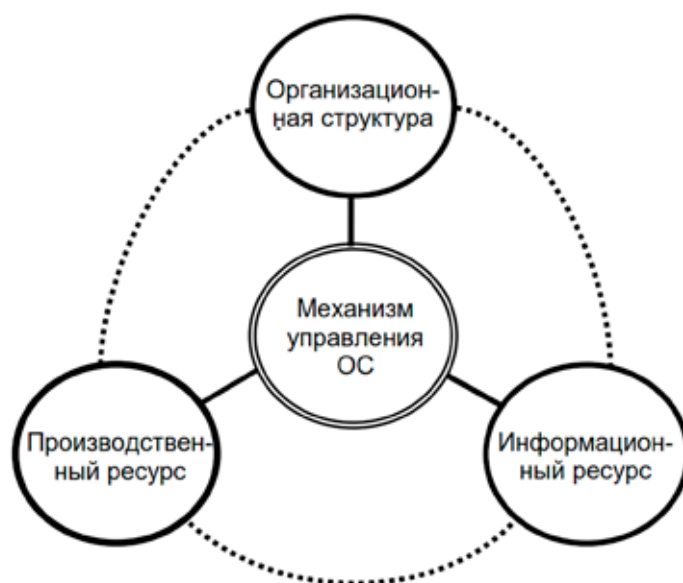 Организацион-
ная структура
Механизм
управления
ОС
Производствен-
ный ресурс
Информацион-
ный ресурс